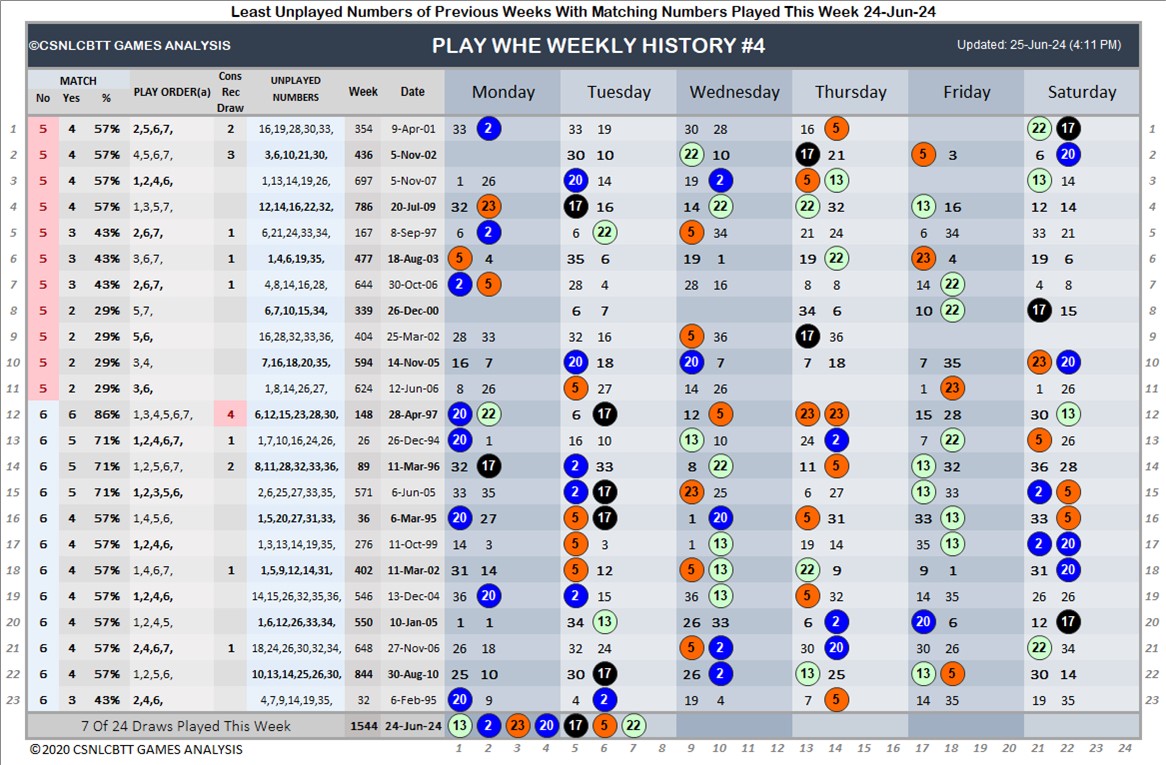 Least Unplayed Numbers of Previous Weeks With Matching Numbers Played This Week 24-Jun-24
©CSNLCBTT GAMES ANALYSIS PLAY WHE WEEKLY HISTORY #4 Updated: 25-Jun-24 (4:11 PM)
MATCH No Yes % PLAY ORDER(a) Cons Rec Draw UNPLAYED NUMBERS Week Date Monday Tuesday Wednesday Thursday Friday Saturday
1 5 4 57% 2,5,6,7, 2 16,19,28,30,33, 354 9-Apr-01 33 2 33 19 30 28 16 5 22 17 1
2 5 4 57% 4,5,6,7, 3 3,6,10,21,30, 436 5-Nov-02 30 10 22 10 17 21 5 3 6 20 2
3 5 4 57% 1,2,4,6, 1,13,14,19,26, 697 5-Nov-07 1 26 20 14 19 2 5 13 13 14 3
4 5 4 57% 1,3,5,7, 12,14,16,22,32, 786 20-Jul-09 32 23 17 16 14 22 22 32 13 16 12 14 4
5 5 3 43% 2,6,7, 1 6,21,24,33,34, 167 8-Sep-97 6 2 6 22 5 34 21 24 6 34 33 21 5
6 5 3 43% 3,6,7, 1 1,4,6,19,35, 477 18-Aug-03 5 4 35 6 19 1 19 22 23 4 19 6 6
7 5 3 43% 2,6,7, 1 4,8,14,16,28, 644 30-Oct-06 2 5 28 4 28 16 8 8 14 22 4 8 7
8 5 2 29% 5,7, 6,7,10,15,34, 339 26-Dec-00 6 7 34 6 10 22 17 15 8
9 5 2 29% 5,6, 16,28,32,33,36, 404 25-Mar-02 28 33 32 16 5 36 17 36 9
10 5 2 29% 3,4, 7,16,18,20,35, 594 14-Nov-05 16 7 20 18 20 7 7 18 7 35 23 20 10
11 5 2 29% 3,6, 1,8,14,26,27, 624 12-Jun-06 8 26 5 27 14 26 1 23 1 26 11
12 6 6 86% 1,3,4,5,6,7, 4 6,12,15,23,28,30, 148 28-Apr-97 20 22 6 17 12 5 23 23 15 28 30 13 12
13 6 5 71% 1,2,4,6,7, 1 1,7,10,16,24,26, 26 26-Dec-94 20 1 16 10 13 10 24 2 7 22 5 26 13
14 6 5 71% 1,2,5,6,7, 2 8,11,28,32,33,36, 89 11-Mar-96 32 17 2 33 8 22 11 5 13 32 36 28 14
15 6 5 71% 1,2,3,5,6, 2,6,25,27,33,35, 571 6-Jun-05 33 35 2 17 23 25 6 27 13 33 2 5 15
16 6 4 57% 1,4,5,6, 1,5,20,27,31,33, 36 6-Mar-95 20 27 5 17 1 20 5 31 33 13 33 5 16
17 6 4 57% 1,2,4,6, 1,3,13,14,19,35, 276 11-Oct-99 14 3 5 3 1 13 19 14 35 13 2 20 17
18 6 4 57% 1,4,6,7, 1 1,5,9,12,14,31, 402 11-Mar-02 31 14 5 12 5 13 22 9 9 1 31 20 18
19 6 4 57% 1,2,4,6, 14,15,26,32,35,36, 546 13-Dec-04 36 20 2 15 36 13 5 32 14 35 26 26 19
20 6 4 57% 1,2,4,5, 1,6,12,26,33,34, 550 10-Jan-05 1 1 34 13 26 33 6 2 20 6 12 17 20
21 6 4 57% 2,4,6,7, 1 18,24,26,30,32,34, 648 27-Nov-06 26 18 32 24 5 2 30 20 30 26 22 34 21
22 6 4 57% 1,2,5,6, 10,13,14,25,26,30, 844 30-Aug-10 25 10 30 17 26 2 13 25 13 5 30 14 22
23 6 3 43% 2,4,6, 4,7,9,14,19,35, 32 6-Feb-95 20 9 4 2 19 4 7 5 14 35 19 35 23
7 Of 24 Draws Played This Week 1544 24-Jun-24 13 2 23 20 17 5 22
© 2020 CSNLCBTT GAMES ANALYSIS 1 2 3 4 5 6 7 8 9 10 11 12 13 14 15 16 17 18 19 20 21 22 23 24